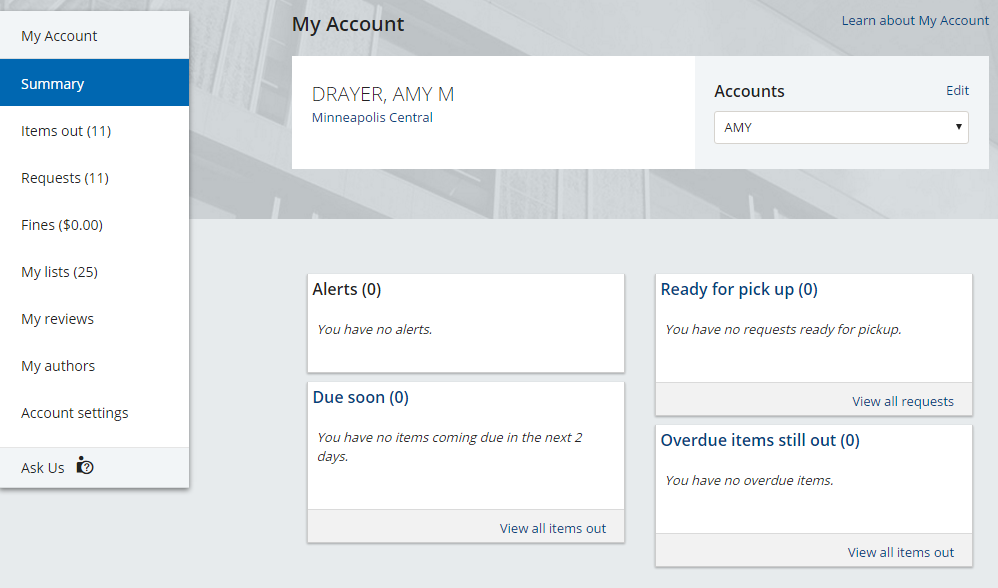 My Account
Summary
Items out (11)
Requests (11)
Fines ($0.00)
My lists (25)
My reviews
My authors
Account settings
Ask Us
My Account
Learn about My Account
DRAYER, AMY M
Minneapolis Central
Accounts
Edit
AMY
Alerts (0)
You have no alerts.
Due soon (0)
You have no items coming due in the next 2
days.
View all items out
Ready for pick up (0)
You have no requests ready for pickup.
View all requests
Overdue items still out (0)
You have no overdue items.
View all items out